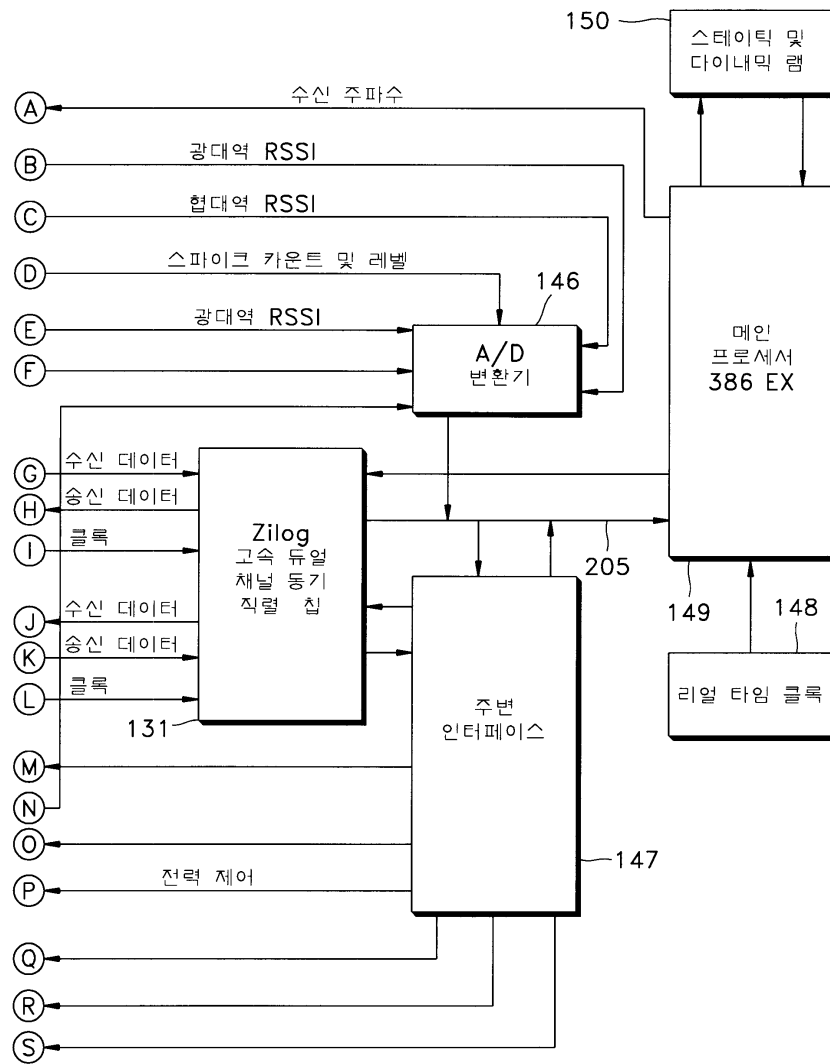 150
스테이틱 및
다이내믹 램
A
수신 주파수
B
광대역 RSSI
C
협대역 RSSI
D
스파이크 카운트 및 레벨
146
E
광대역 RSSI
A/D
변환기
F
메인
프로세서
386 EX
G
수신 데이터
H
송신 데이터
I
클록
Zilog
고속 듀얼
채널 동기
직렬 칩
205
149
148
J
수신 데이터
K
송신 데이터
L
클록
131
리얼 타임 클록
주변
인터페이스
M
N
O
147
P
전력 제어
Q
R
S